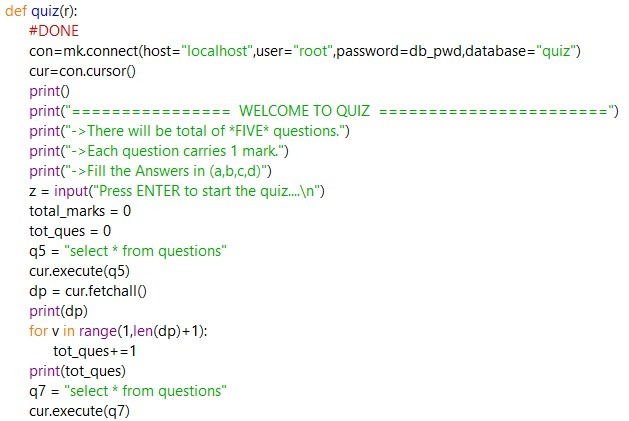 def quiz(r):
    #DONE
    con=mk.connect(host="localhost",user="root",password=db_pwd,database="quiz")
    cur=con.cursor()
    print()
    print("================ WELCOME TO QUIZ =======================")
    print("->There will be total of *FIVE* questions.")
    print("->Each question carries 1 mark.")
    print("->Fill the Answers in (a,b,c,d)")
    z = input("Press ENTER to start the quiz....\n")
    total_marks = 0
    tot_ques = 0
    q5 = "select * from questions"
    cur.execute(q5)
    dp = cur.fetchall()
    print(dp)
    for v in range(1,len(dp)+1):
        tot_ques+=1
    print(tot_ques)
    q7 = "select * from questions"
    cur.execute(q7)